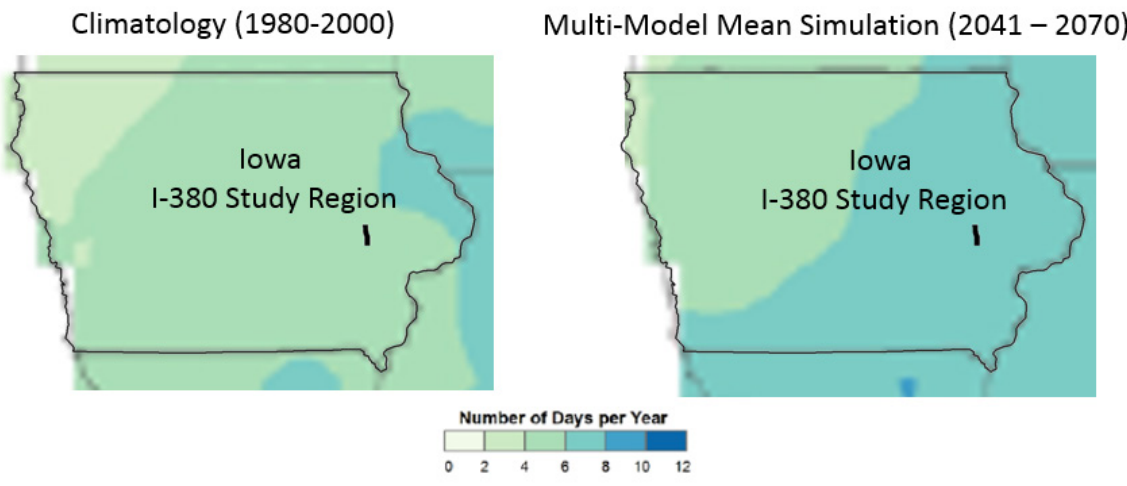 Climatology (1980-2000)
Multi-Model Mean Simulation (2041 – 2070)
Iowa
I-380 Study Region
Iowa
I-380 Study Region
Number of Days per Year
0 2 4 6 8 10 12